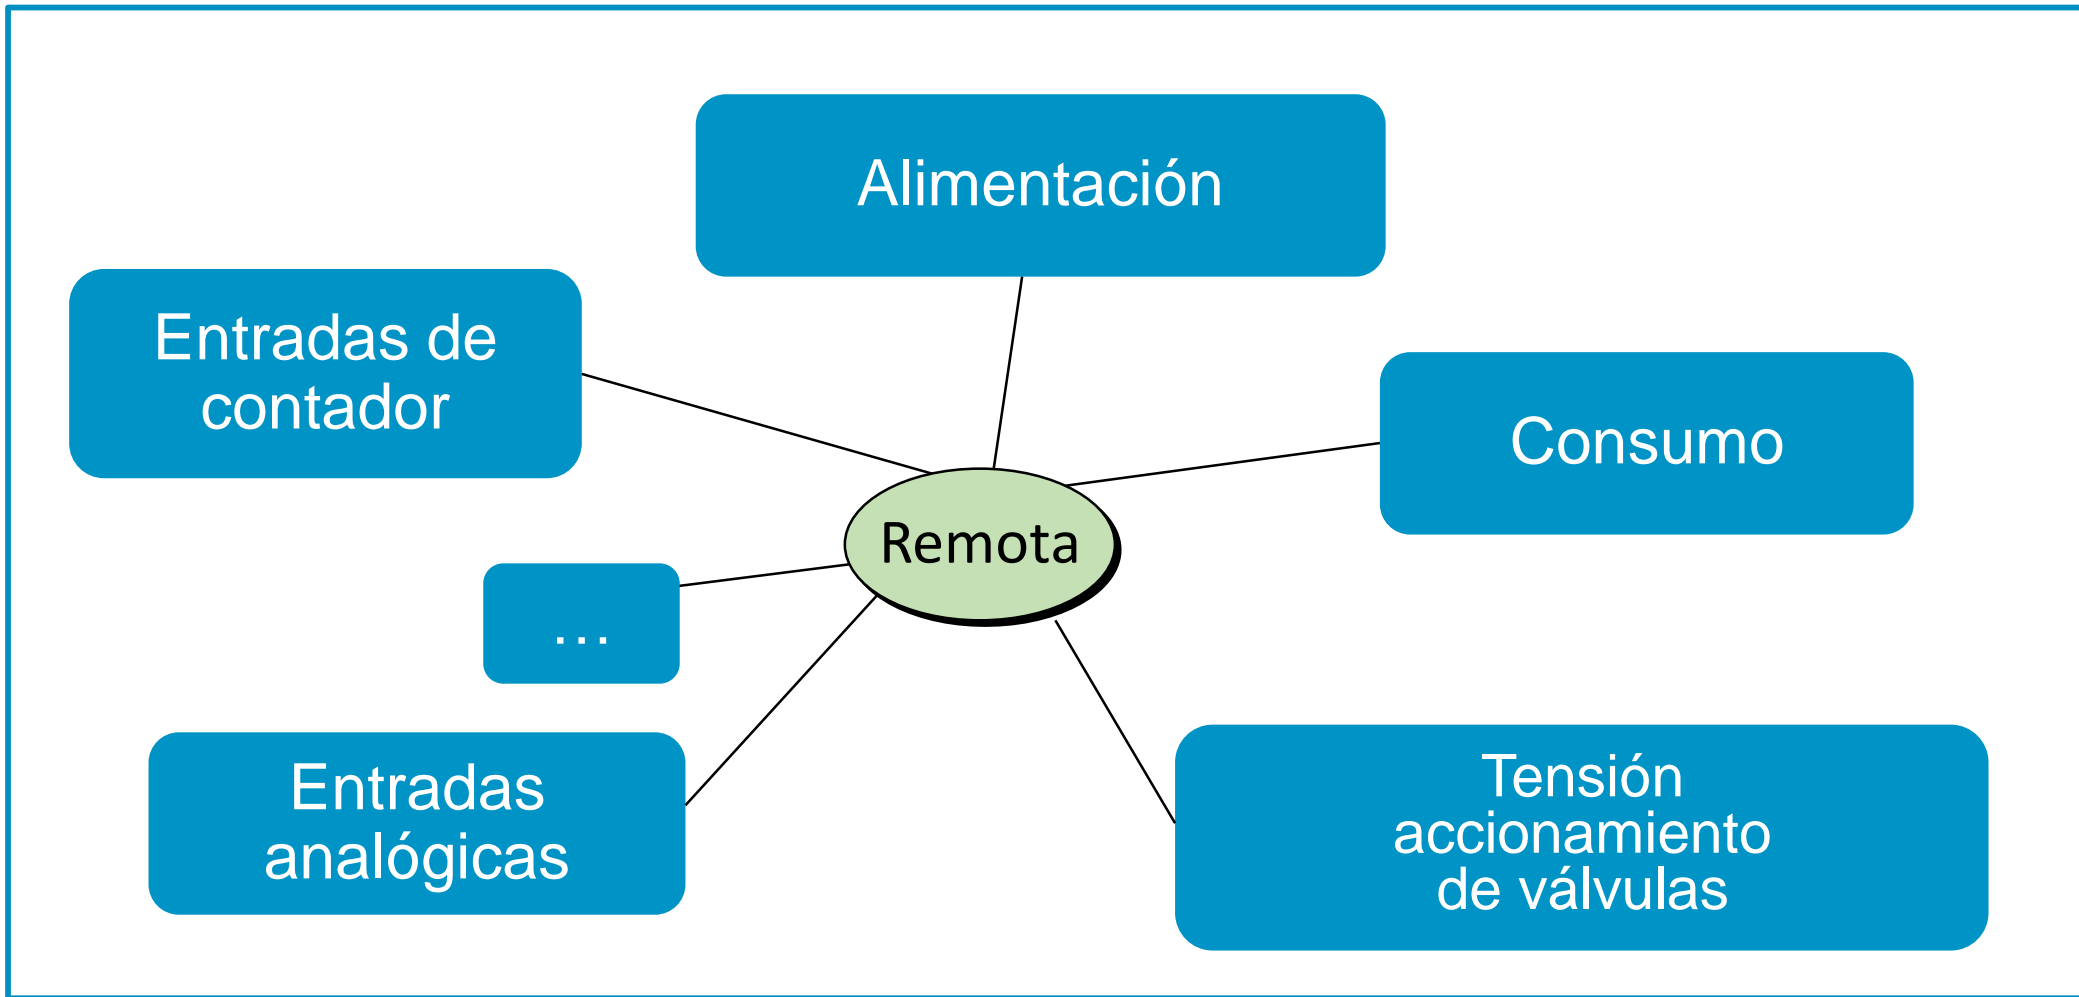 Alimentación
Entradas de
contador
Consumo
Remota
…
Entradas
analógicas
Tensión
accionamiento
de válvulas